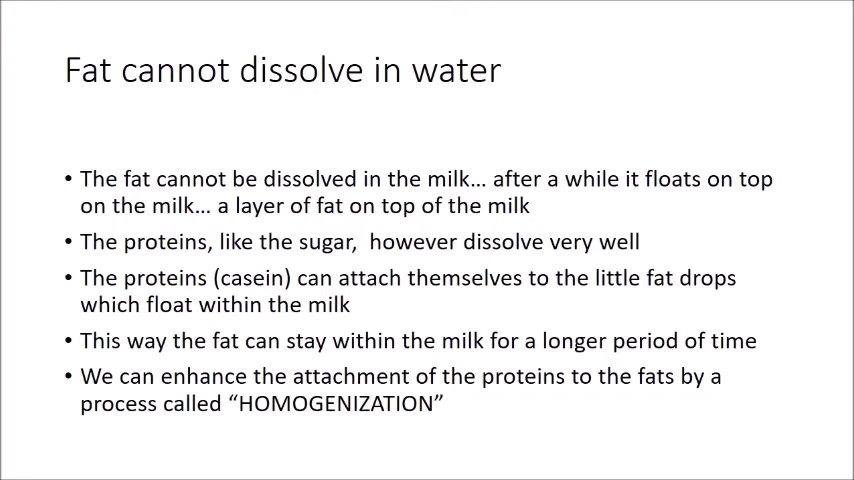 Fat cannot dissolve in water
• The fat cannot be dissolved in the milk… after a while it floats on top
on the milk… a layer of fat on top of the milk
• The proteins, like the sugar,  however dissolve very well
• The proteins (casein) can attach themselves to the little fat drops
which float within the milk
• This way the fat can stay within the milk for a longer period of time
• We can enhance the attachment of the proteins to the fats by a
process called “HOMOGENIZATION”